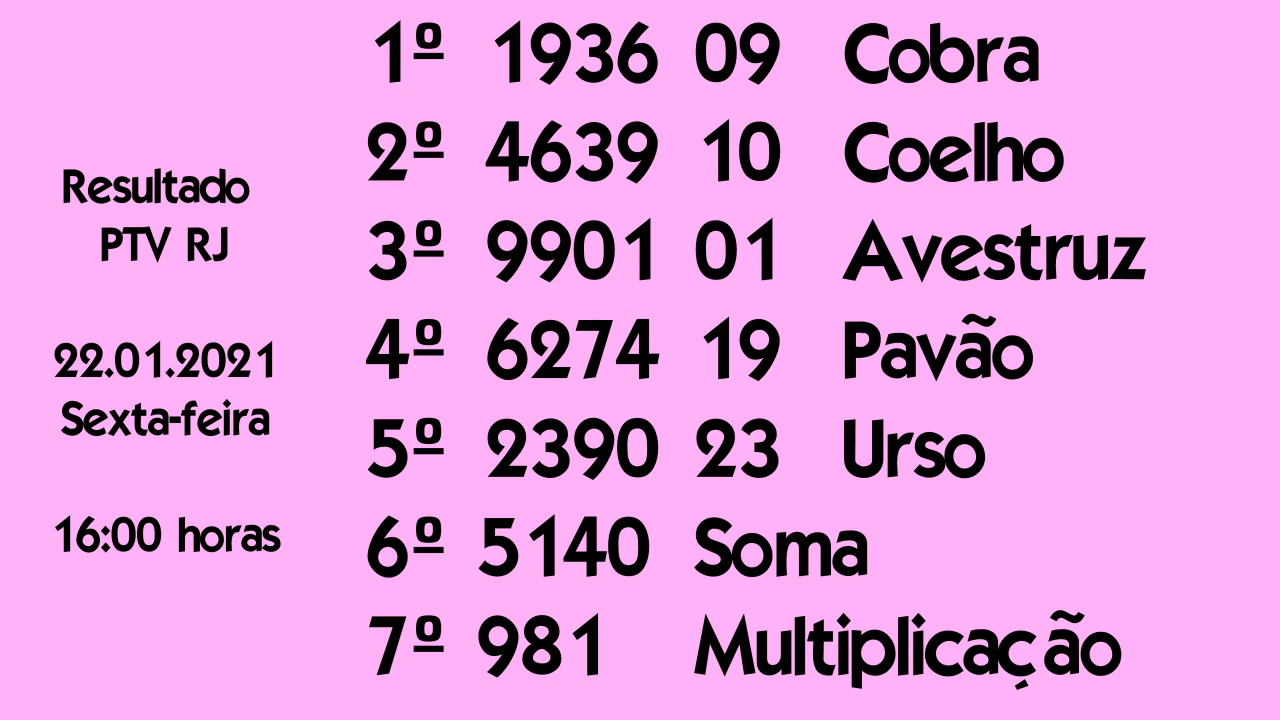 Resultado
PTV RJ
22.01.2021
Sexta-feira
16:00 horas
1º 1936 09 Cobra
2º 4639 10 Coelho
3º 9901 01 Avestruz
4º 6274 19 Pavão
5º 2390 23 Urso
6º 5140 Soma
7º 981 Multiplicação